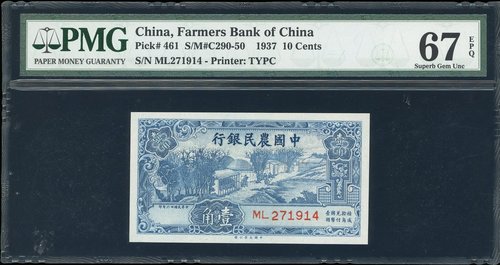 PMG
PAPER MONEY GUARANTY
China, Farmers Bank of China
Pick# 461 S/M#C290-50 1937 10 Cents
S/N ML271914 - Printer: TYPC
67 EPQ
Superb Gem Unc
行銀民農國中
角壹
ML 271914